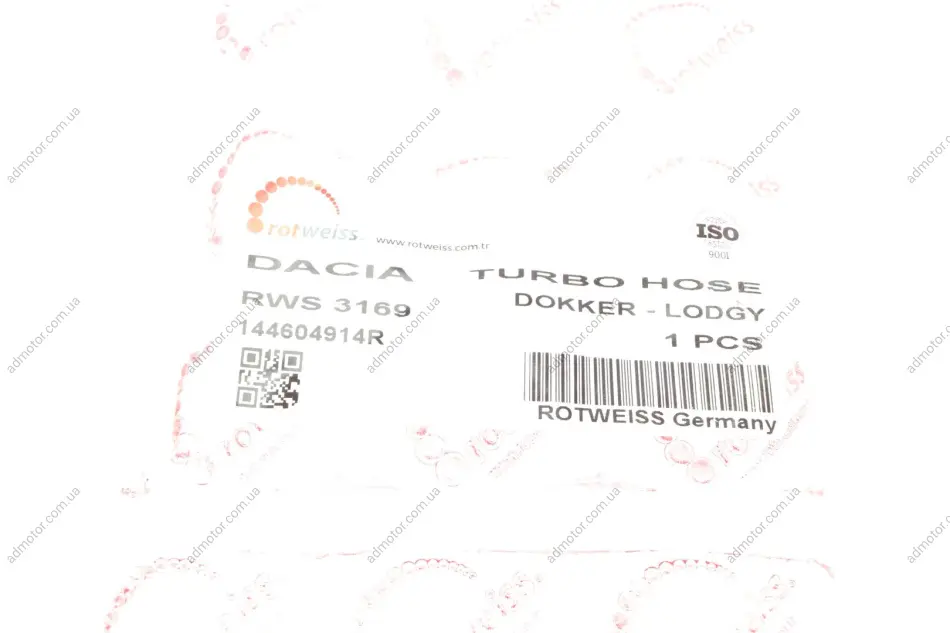 rotweiss
www.rotweiss.com.tr
ISO
9001
DACIA
TURBO HOSE
RWS 3169
DOKKER - LODGY
144604914R
1 PCS
ROTWEISS Germany
admotor.com.ua